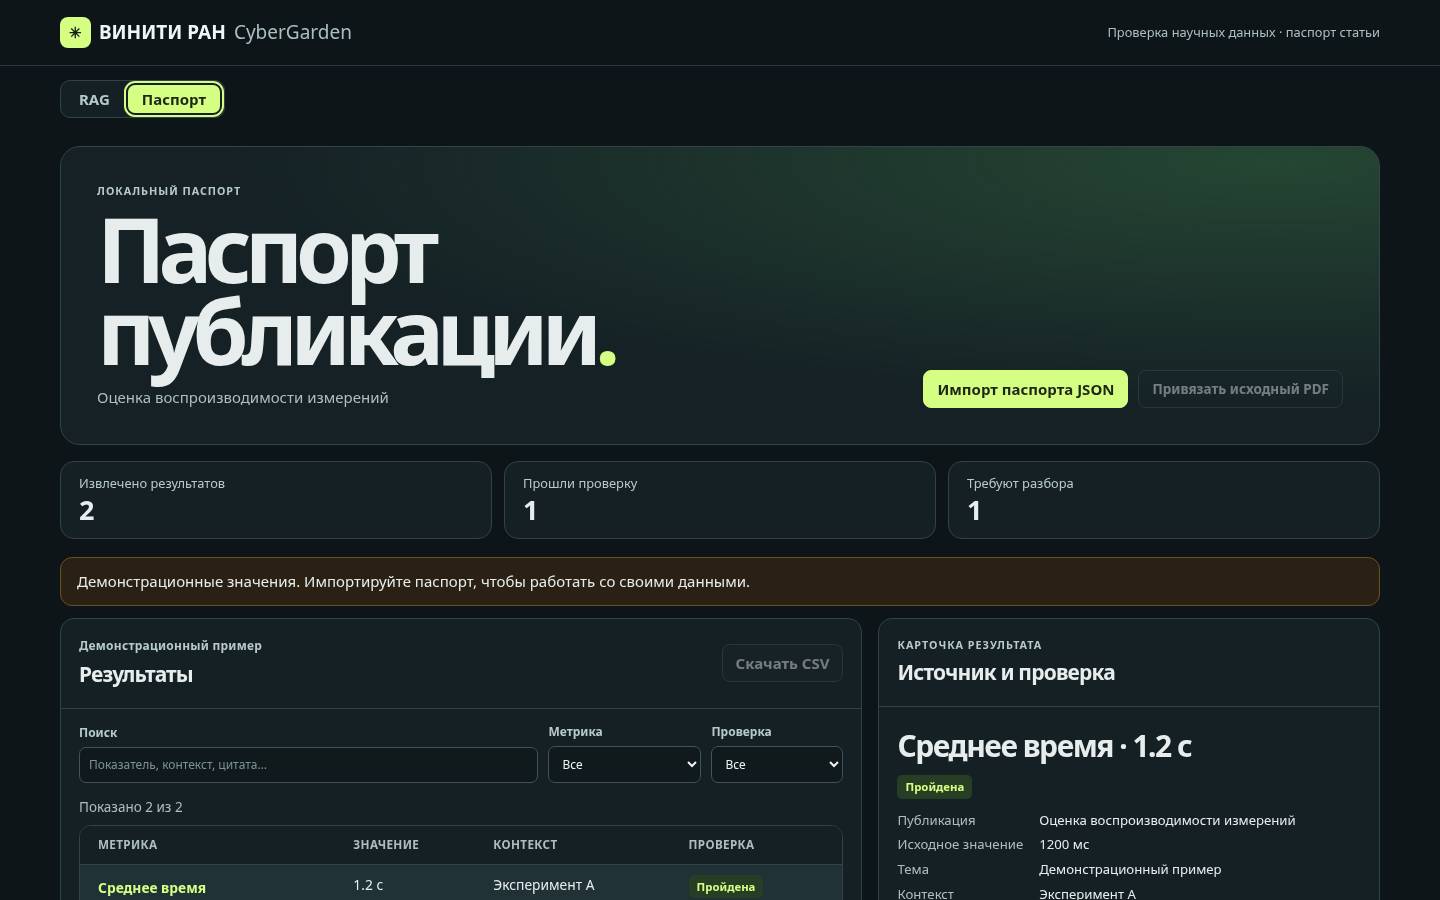 ВИНИТИ РАН CyberGarden
Проверка научных данных · паспорт статьи
RAG
Паспорт
ЛОКАЛЬНЫЙ ПАСПОРТ
Паспорт
публикации.
Оценка воспроизводимости измерений
Импорт паспорта JSON
Привязать исходный PDF
Извлечено результатов
2
Прошли проверку
1
Требуют разбора
1
Демонстрационные значения. Импортируйте паспорт, чтобы работать со своими данными.
Демонстрационный пример
Результаты
Скачать CSV
Поиск
Показатель, контекст, цитата...
Метрика
Все
Проверка
Все
Показано 2 из 2
МЕТРИКА ЗНАЧЕНИЕ КОНТЕКСТ ПРОВЕРКА
Среднее время 1.2 с Эксперимент A Пройдена
КАРТОЧКА РЕЗУЛЬТАТА
Источник и проверка
Среднее время · 1.2 с
Пройдена
Публикация Оценка воспроизводимости измерений
Исходное значение 1200 мс
Тема Демонстрационный пример
Контекст Эксперимент A